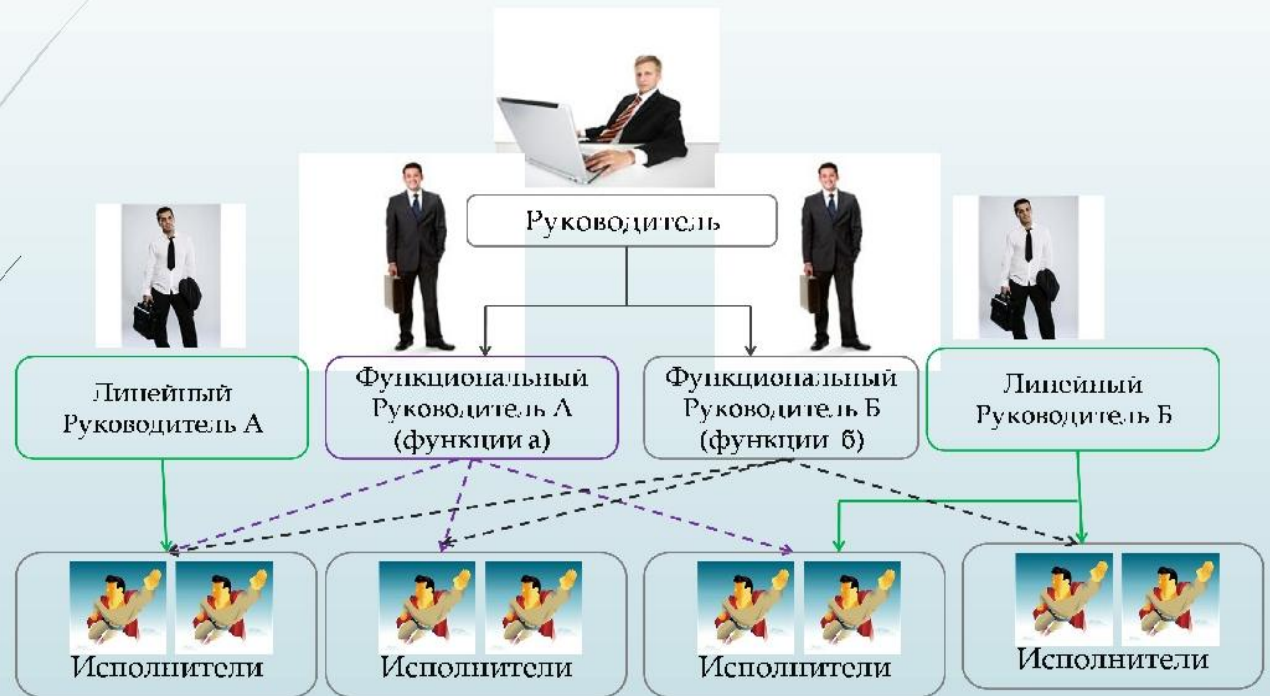 Руководитель
Линейный
Руководитель А
Функциональный
Руководитель А
(функции а)
Функциональный
Руководитель Б
(функции б)
Линейный
Руководитель Б
Исполнители
Исполнители
Исполнители
Исполнители